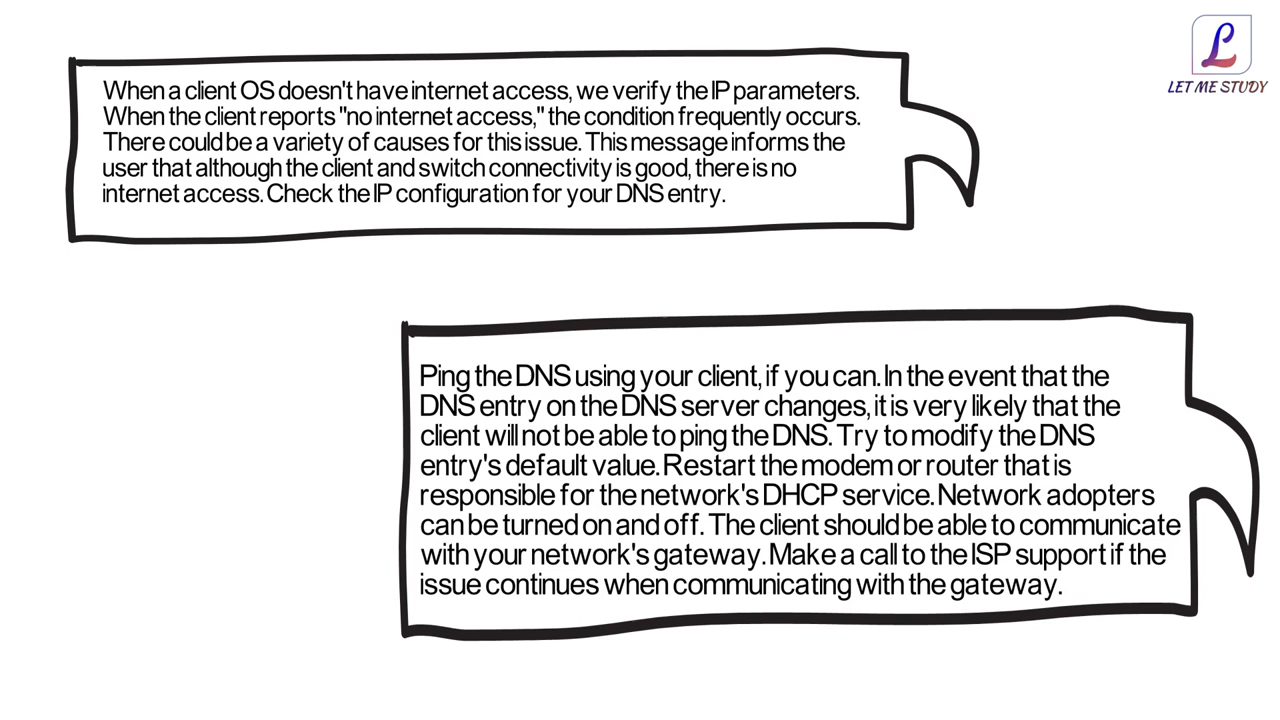 L
LET ME STUDY
When a client OS doesn't have internet access, we verify the IP parameters.
When the client reports "no internet access," the condition frequently occurs.
There could be a variety of causes for this issue. This message informs the
user that although the client and switch connectivity is good, there is no
internet access. Check the IP configuration for your DNS entry.
Ping the DNS using your client, if you can. In the event that the
DNS entry on the DNS server changes, it is very likely that the
client will not be able to ping the DNS. Try to modify the DNS
entry's default value. Restart the modem or router that is
responsible for the network's DHCP service. Network adopters
can be turned on and off. The client should be able to communicate
with your network's gateway. Make a call to the ISP support if the
issue continues when communicating with the gateway.